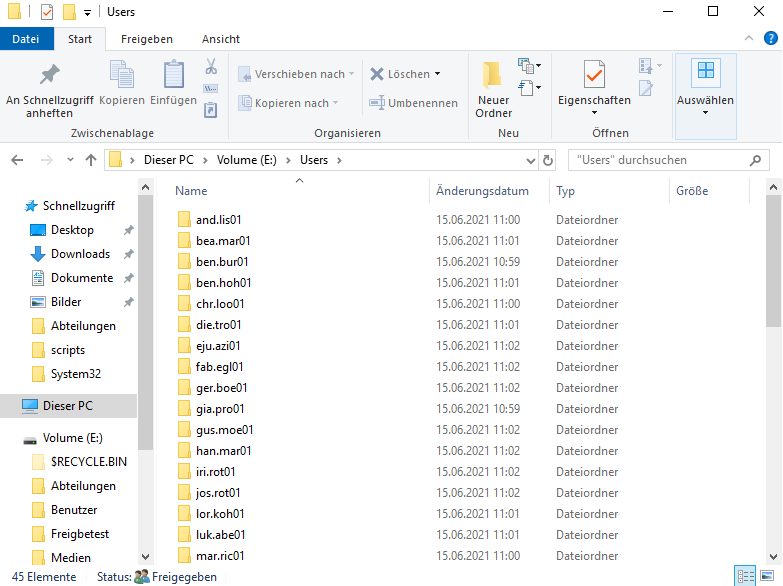 Users
Datei Start Freigeben Ansicht
An Schnellzugriff anheften
Kopieren
Einfügen
Verschieben nach
Kopieren nach
Löschen
Umbenennen
Neuer Ordner
Eigenschaften
Auswählen
Zwischenablage Organisieren Neu Öffnen
Dieser PC Volume (E:) Users
"Users" durchsuchen
Schnellzugriff
Desktop
Downloads
Dokumente
Bilder
Abteilungen
scripts
System32
Dieser PC
Volume (E:)
$RECYCLE.BIN
Abteilungen
Benutzer
Freigbetest
Medien
Name Änderungsdatum Typ Größe
and.lis01 15.06.2021 11:00 Dateiordner
bea.mar01 15.06.2021 11:01 Dateiordner
ben.bur01 15.06.2021 10:59 Dateiordner
ben.hoh01 15.06.2021 11:01 Dateiordner
chr.loo01 15.06.2021 11:00 Dateiordner
die.tro01 15.06.2021 11:01 Dateiordner
eju.azi01 15.06.2021 11:02 Dateiordner
fab.egl01 15.06.2021 11:02 Dateiordner
ger.boe01 15.06.2021 11:02 Dateiordner
gia.pro01 15.06.2021 10:59 Dateiordner
gus.moe01 15.06.2021 11:02 Dateiordner
han.mar01 15.06.2021 11:02 Dateiordner
iri.rot01 15.06.2021 11:02 Dateiordner
jos.rot01 15.06.2021 11:02 Dateiordner
lor.koh01 15.06.2021 11:01 Dateiordner
luk.abe01 15.06.2021 11:02 Dateiordner
mar.ric01 15.06.2021 11:00 Dateiordner
45 Elemente Status: Freigegeben